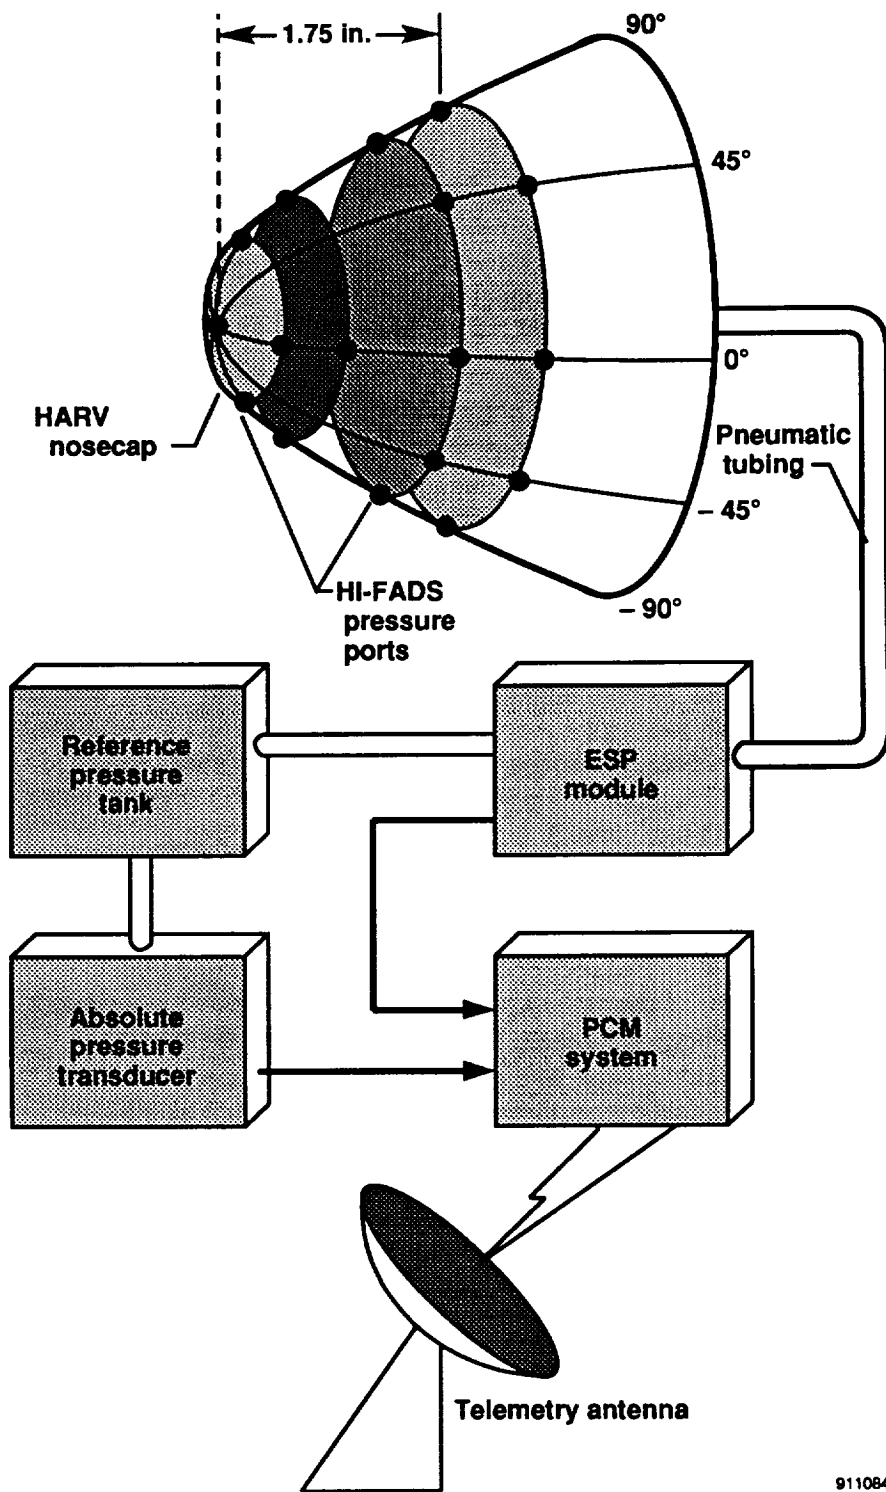 1.75 in.
90°
45°
0°
– 45°
– 90°
HARV
nosecap
Pneumatic
tubing
HI-FADS
pressure
ports
Reference
pressure
tank
ESP
module
Absolute
pressure
transducer
PCM
system
Telemetry antenna
911084